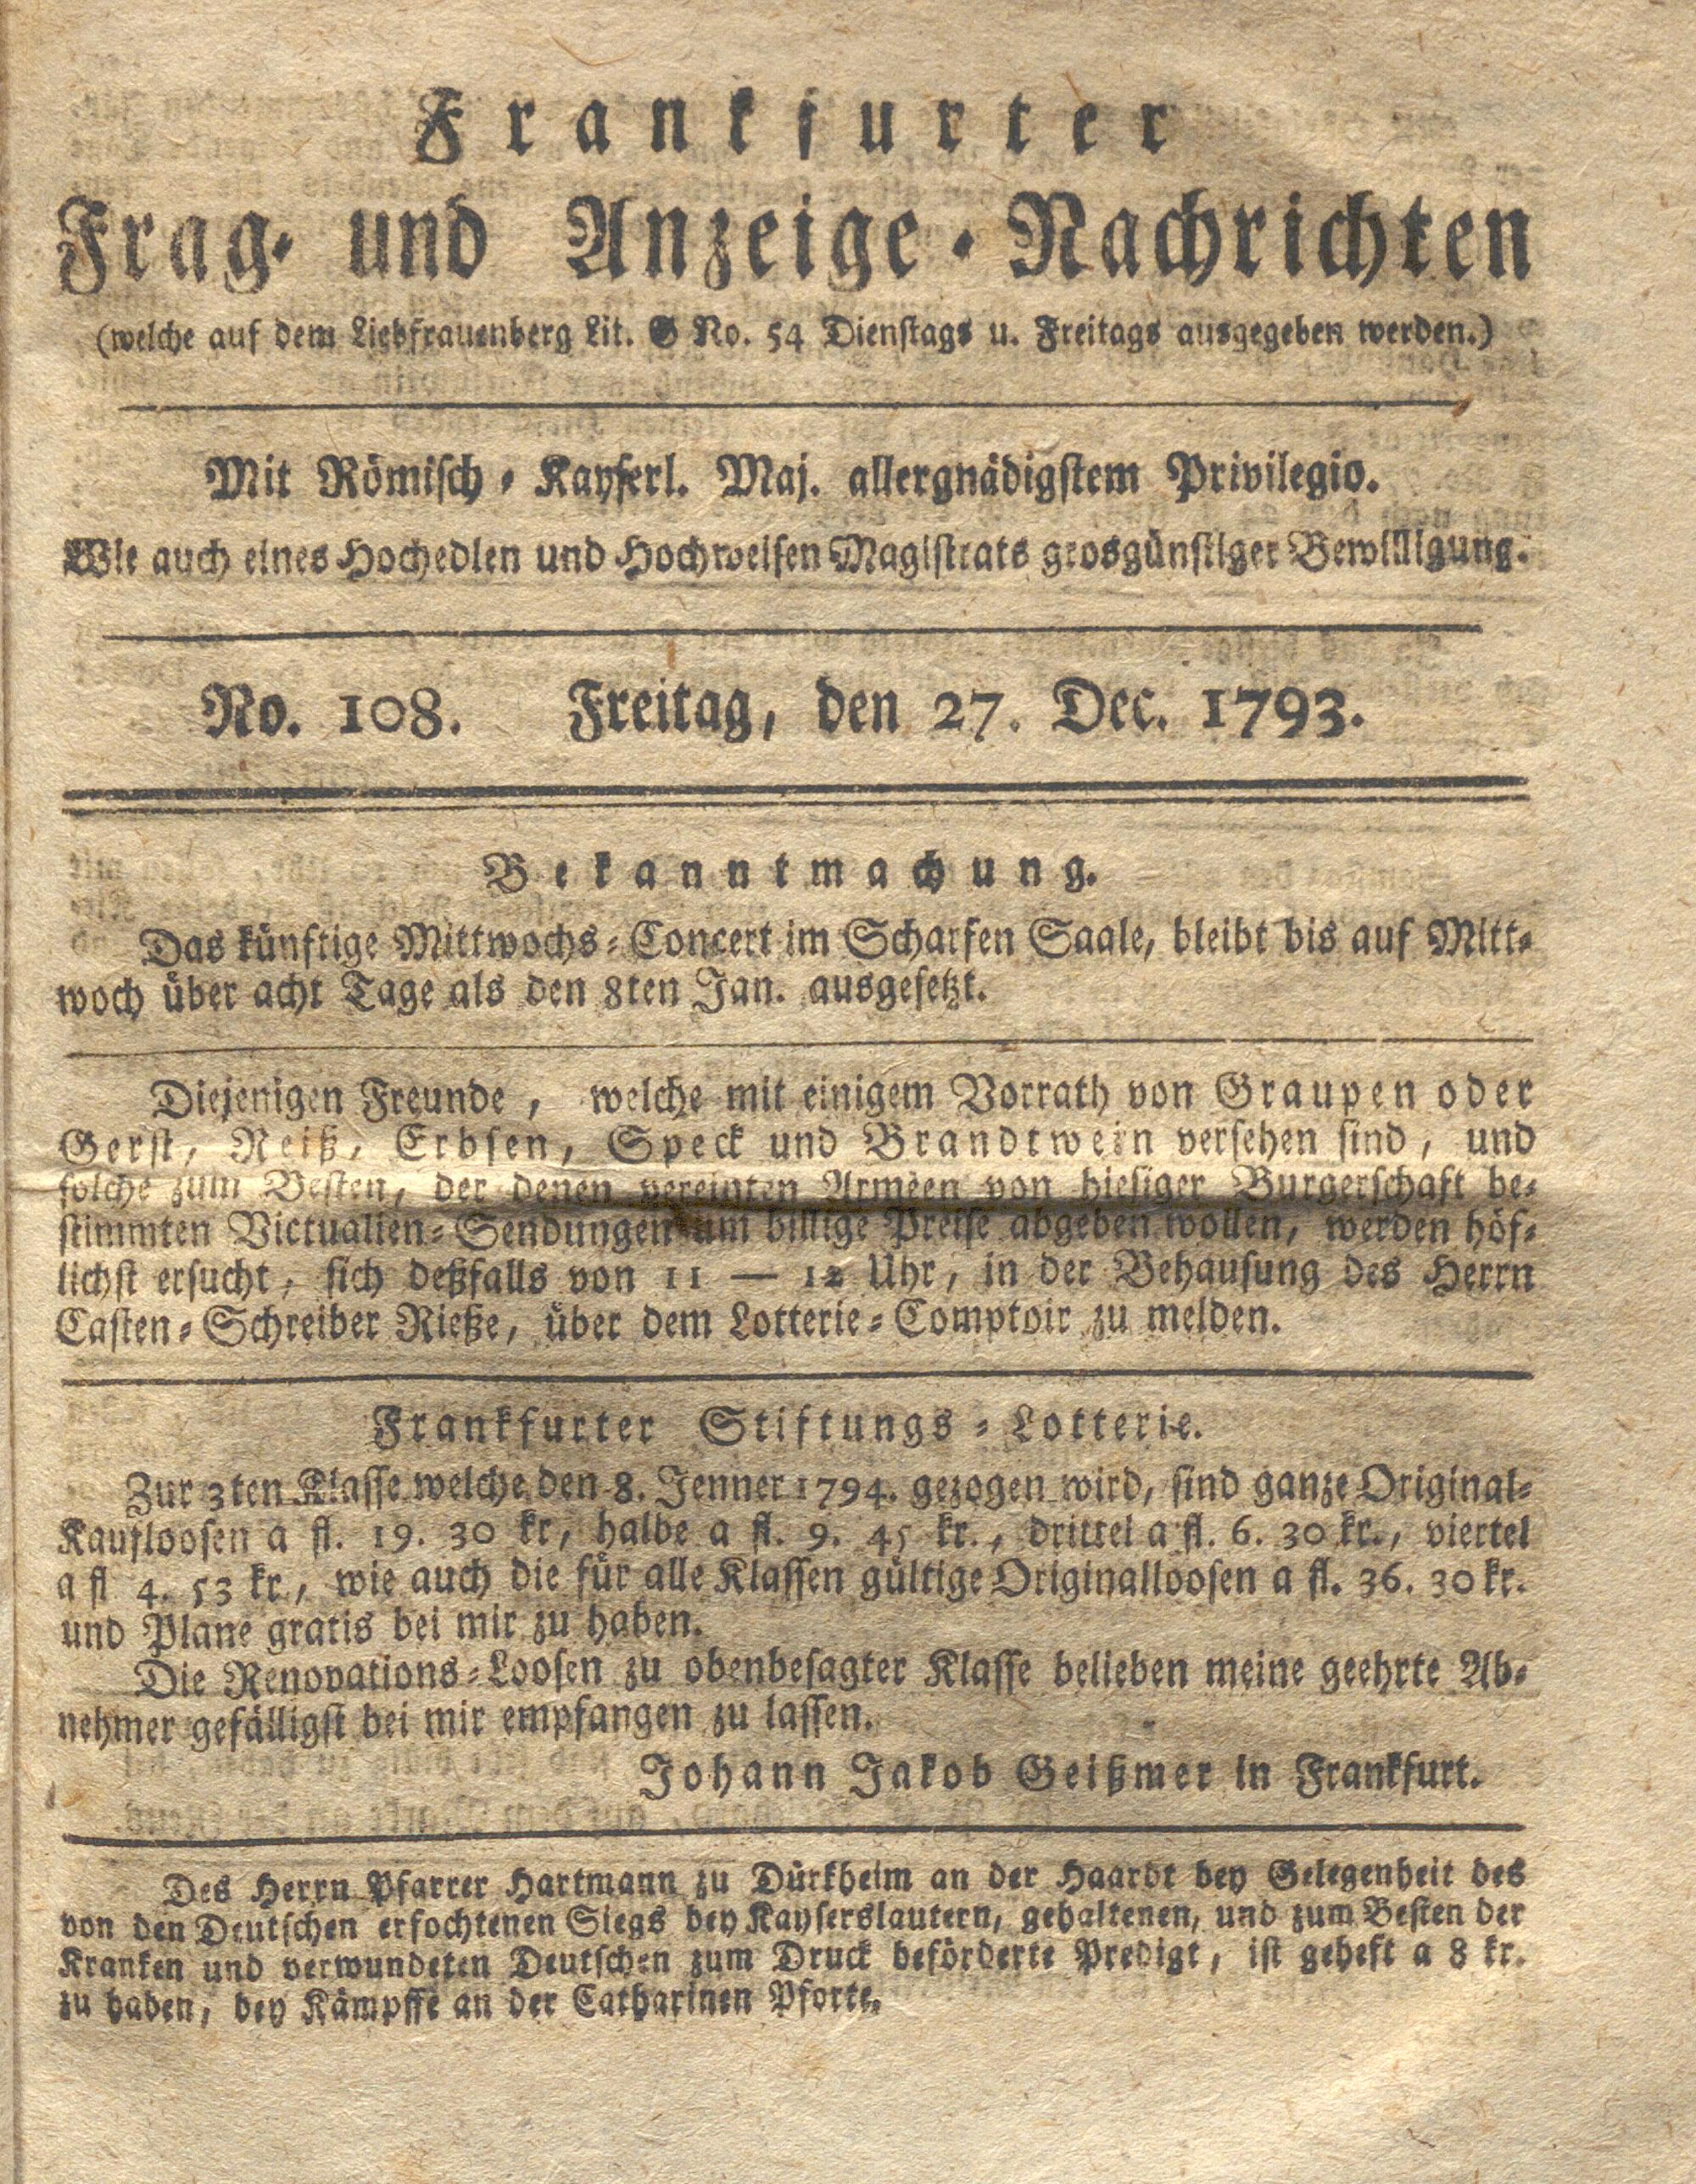 Frankfurter
Frag- und Anzeige-Nachrichten
(welche auf dem Liebfrauenberg Lit. G No. 54 Dienstags u. Freitags ausgegeben werden.)
Mit Römisch-Kayserl. Maj. allergnädigstem Privilegio.
Wie auch eines Hochedlen und Hochweisen Magistrats grosgünstiger Bewilligung.
No. 108. Freitag, den 27. Dec. 1793.
Bekanntmachung.
Das künftige Mittwochs-Concert im Scharfen Saale, bleibt bis auf Mitt-
woch über acht Tage als den 8ten Jan. ausgesetzt.
Diejenigen Freunde, welche mit einigem Vorrath von Graupen oder
Gerst, Reiß, Erbsen, Speck und Brandtwein versehen sind, und
solche zum Besten, der denen vereinten Armeen von hiesiger Burgerschaft be-
stimmten Victualien-Sendungen um billige Preise abgeben wollen, werden höf-
lichst ersucht, sich deßfalls von 11 — 12 Uhr, in der Behausung des Herrn
Casten-Schreiber Rieße, über dem Lotterie-Comptoir zu melden.
Frankfurter Stiftungs-Lotterie.
Zur 3ten Klasse welche den 8. Jenner 1794. gezogen wird, sind ganze Original-
Kaufloosen a fl. 19. 30 kr, halbe a fl. 9. 45 kr., drittel a fl. 6. 30 kr., viertel
a fl 4. 53 kr., wie auch die für alle Klassen gültige Originalloosen a fl. 36. 30 kr.
und Plane gratis bei mir zu haben.
Die Renovations-Loosen zu obenbesagter Klasse belieben meine geehrte Ab-
nehmer gefälligst bei mir empfangen zu lassen.
Johann Jakob Geißmer in Frankfurt.
Des Herrn Pfarrer Hartmann zu Dürkheim an der Haardt bey Gelegenheit des
von den Deutschen erfochtenen Siegs bey Kayserslautern, gehaltenen, und zum Besten der
Kranken und verwundeten Deutschen zum Druck beförderte Predigt, ist geheft a 8 kr.
zu haben, bey Kämpffe an der Catharinen Pforte.